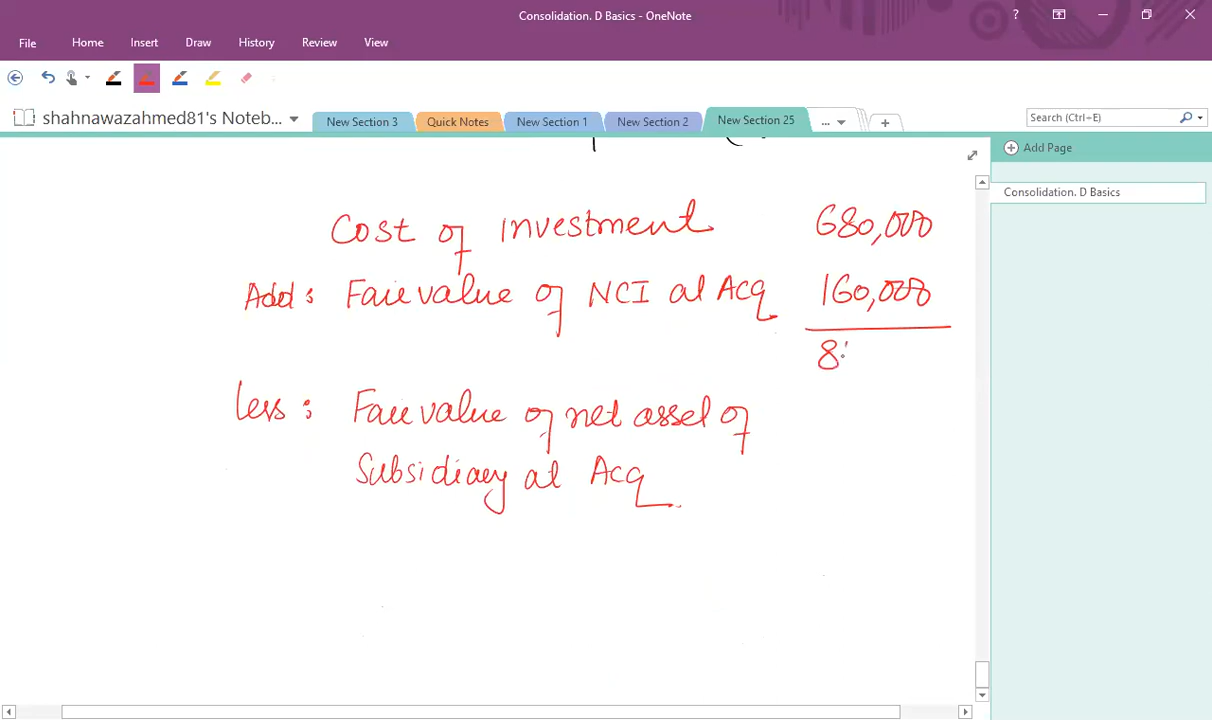 Consolidation. D Basics - OneNote
?
File Home Insert Draw History Review View
shahnawazahmed81's Noteb... New Section 3 Quick Notes New Section 1 New Section 2 New Section 25 ... Search (Ctrl+E)
Add Page
Consolidation. D Basics
Cost of Investment 680,000
Add: Fair value of NCI at Acq 160,000
8
Less: Fair value of net asset of
Subsidiary at Acq